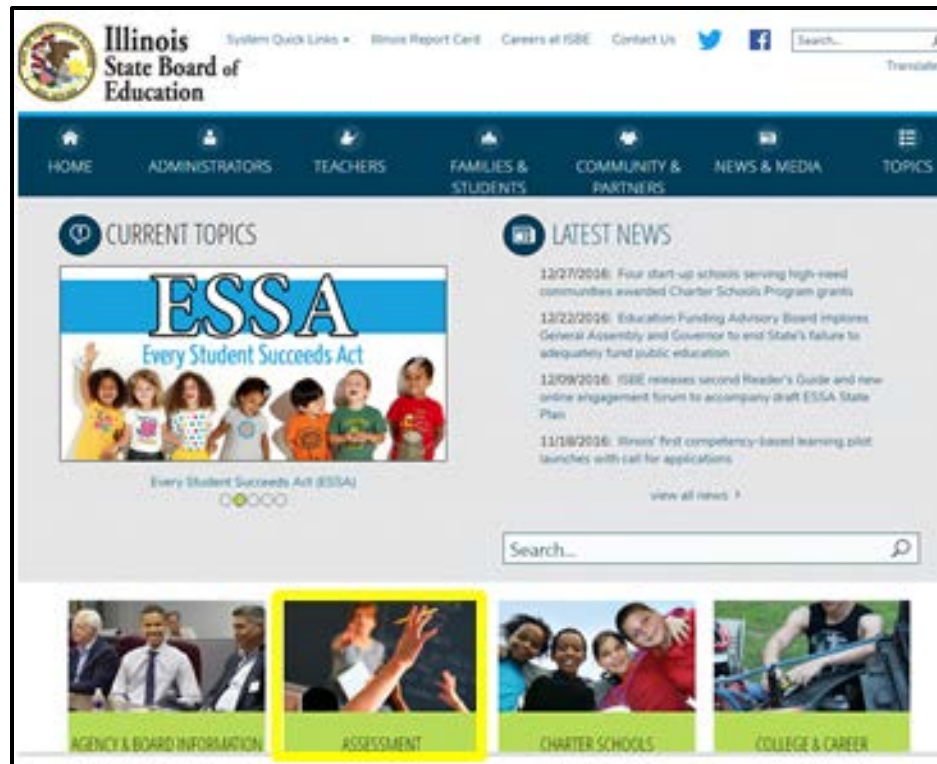 Illinois
State Board of
Education
System Quick Links
Illinois Report Card
Careers at ISBE
Contact Us
Search...
Translate
HOME
ADMINISTRATORS
TEACHERS
FAMILIES &
STUDENTS
COMMUNITY &
PARTNERS
NEWS & MEDIA
TOPICS
CURRENT TOPICS
ESSA
Every Student Succeeds Act
Every Student Succeeds Act (ESSA)
LATEST NEWS
12/27/2016: Four start-up schools serving high-need
communities awarded Charter Schools Program grants
12/22/2016: Education Funding Advisory Board implores
General Assembly and Governor to end State's failure to
adequately fund public education
12/09/2016: ISBE releases second Reader's Guide and new
online engagement forum to accompany draft ESSA State
Plan
11/18/2016: Illinois' first competency-based learning pilot
launches with call for applications
view all news
Search...
AGENCY & BOARD INFORMATION
ASSESSMENT
CHARTER SCHOOLS
COLLEGE & CAREER